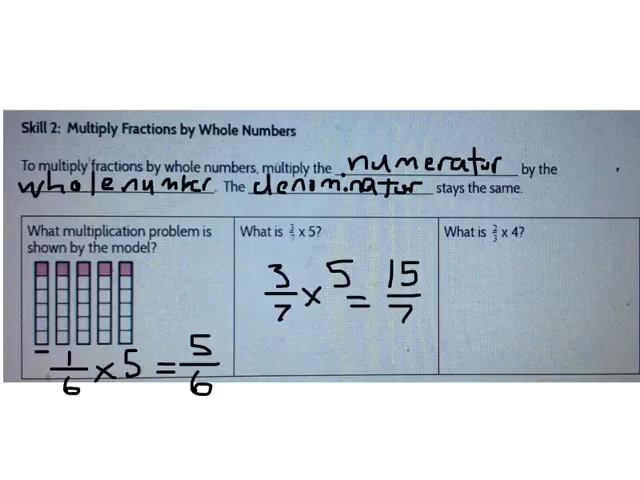 Skill 2: Multiply Fractions by Whole Numbers
To multiply fractions by whole numbers, multiply the numerator by the
whole number. The denominator stays the same.
What multiplication problem is
shown by the model?
1/6 × 5 = 5/6
What is 3/7 x 5?
3/7 × 5 = 15/7
What is 2/3 x 4?